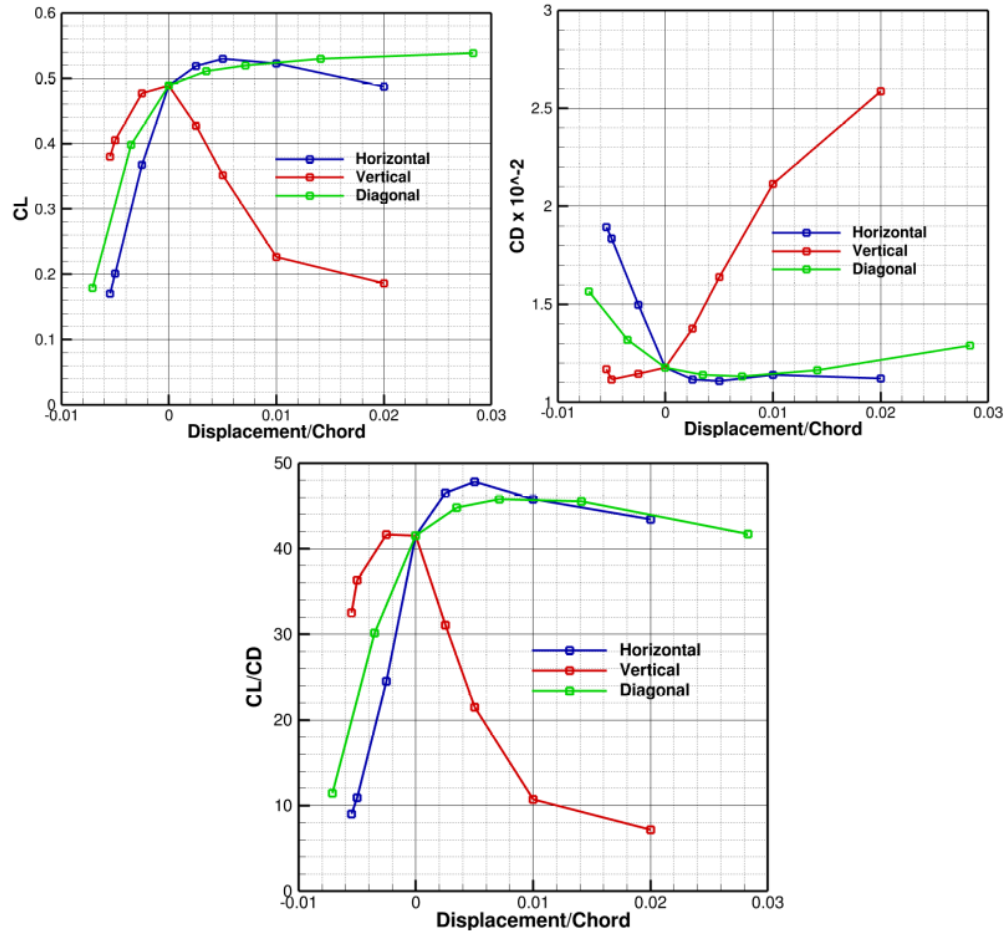 0.6
0.5
0.4
0.3
0.2
0.1
0
CL
-0.01
0
0.01
0.02
0.03
Displacement/Chord
Horizontal
Vertical
Diagonal
3
2.5
2
1.5
1
CD x 10^-2
-0.01
0
0.01
0.02
0.03
Displacement/Chord
Horizontal
Vertical
Diagonal
50
40
30
20
10
0
CL/CD
-0.01
0
0.01
0.02
0.03
Displacement/Chord
Horizontal
Vertical
Diagonal